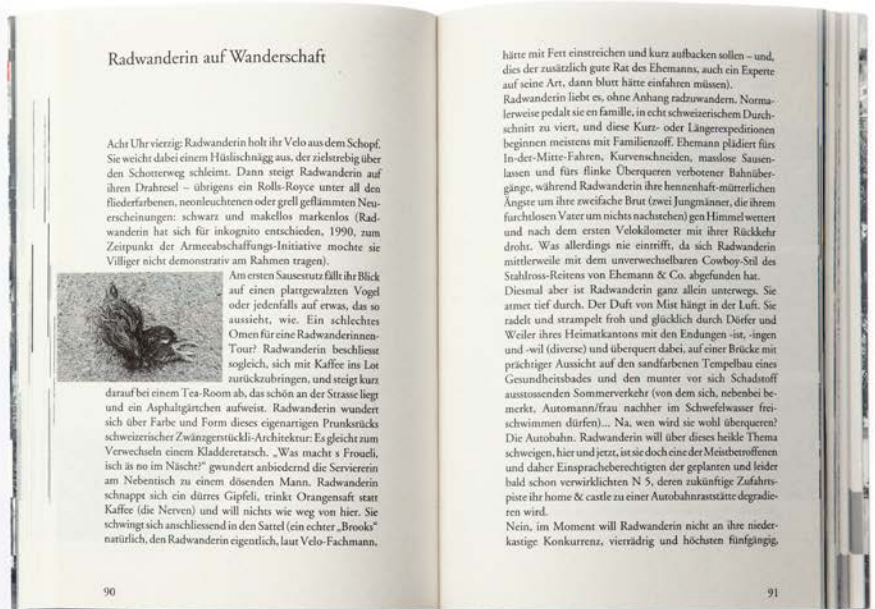 Radwanderin auf Wanderschaft
Acht Uhr vierzig: Radwanderin holt ihr Velo aus dem Schopf.
Sie weicht dabei einem Hüslischnägg aus, der zielstrebig über
den Schotterweg schleimt. Dann steigt Radwanderin auf
ihren Drahtesel – übrigens ein Rolls-Royce unter all den
fliederfarbenen, neonleuchtenen oder grell geflämmten Neu-
erscheinungen: schwarz und makellos markenlos (Rad-
wanderin hat sich für inkognito entschieden, 1990, zum
Zeitpunkt der Armeeabschaffungs-Initiative mochte sie
Villiger nicht demonstrativ am Rahmen tragen).
Am ersten Sausestutz fällt ihr Blick
auf einen plattgewalzten Vogel
oder jedenfalls auf etwas, das so
aussieht, wie. Ein schlechtes
Omen für eine Radwanderinnen-
Tour? Radwanderin beschliesst
sogleich, sich mit Kaffee ins Lot
zurückzubringen, und steigt kurz
darauf bei einem Tea-Room ab, das schön an der Strasse liegt
und ein Asphaltgärtchen aufweist. Radwanderin wundert
sich über Farbe und Form dieses eigenartigen Prunkstücks
schweizerischer Zwänzgerstückli-Architektur: Es gleicht zum
Verwechseln einem Kladderetatsch. „Was macht s Froueli,
isch äs no im Näscht?" gwundert anbiedernd die Serviererin
am Nebentisch zu einem dösenden Mann. Radwanderin
schnappt sich ein dürres Gipfeli, trinkt Orangensaft statt
Kaffee (die Nerven) und will nichts wie weg von hier. Sie
schwingt sich anschliessend in den Sattel (ein echter „Brooks"
natürlich, den Radwanderin eigentlich, laut Velo-Fachmann,
90
hätte mit Fett einstreichen und kurz aufbacken sollen – und,
dies der zusätzlich gute Rat des Ehemanns, auch ein Experte
auf seine Art, dann blutt hätte einfahren müssen).
Radwanderin liebt es, ohne Anhang radzuwandern. Norma-
lerweise pedalt sie en famille, in echt schweizerischem Durch-
schnitt zu viert, und diese Kurz- oder Längerexpeditionen
beginnen meistens mit Familienzoff. Ehemann plädiert fürs
In-der-Mitte-Fahren, Kurvenschneiden, masslose Sausen-
lassen und fürs flinke Überqueren verbotener Bahnüber-
gänge, während Radwanderin ihre hennenhaft-mütterlichen
Ängste um ihre zweifache Brut (zwei Jungmänner, die ihrem
furchtlosen Vater um nichts nachstehen) gen Himmel wettert
und nach dem ersten Velokilometer mit ihrer Rückkehr
droht. Was allerdings nie eintrifft, da sich Radwanderin
mittlerweile mit dem unverwechselbaren Cowboy-Stil des
Stahlross-Reitens von Ehemann & Co. abgefunden hat.
Diesmal aber ist Radwanderin ganz allein unterwegs. Sie
atmet tief durch. Der Duft von Mist hängt in der Luft. Sie
radelt und strampelt froh und glücklich durch Dörfer und
Weiler ihres Heimatkantons mit den Endungen -ist, -ingen
und -wil (diverse) und überquert dabei, auf einer Brücke mit
prächtiger Aussicht auf den sandfarbenen Tempelbau eines
Gesundheitsbades und den munter vor sich Schadstoff
ausstossenden Sommerverkehr (von dem sich, nebenbei be-
merkt, Automann/frau nachher im Schwefelwasser frei-
schwimmen dürfen)... Na, wen wird sie wohl überqueren?
Die Autobahn. Radwanderin will über dieses heikle Thema
schweigen, hier und jetzt, ist sie doch eine der Meistbetroffenen
und daher Einspracheberechtigten der geplanten und leider
bald schon verwirklichten N 5, deren zukünftige Zufahrts-
piste ihr home & castle zu einer Autobahnraststätte degradie-
ren wird.
Nein, im Moment will Radwanderin nicht an ihre nieder-
kastige Konkurrenz, vierrädrig und höchsten fünfgängig,
91